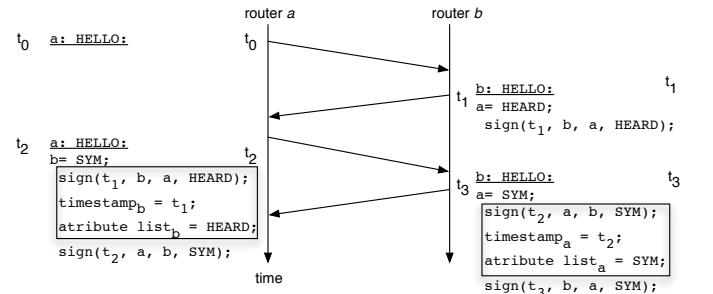 router a
router b
t0
a: HELLO:
t0
b: HELLO:
t1
t1
a= HEARD;
sign(t1, b, a, HEARD);
t2
a: HELLO:
t2
b= SYM;
sign(t1, b, a, HEARD);
timestampb = t1;
atribute listb = HEARD;
sign(t2, a, b, SYM);
b: HELLO:
t3
t3
a= SYM;
sign(t2, a, b, SYM);
timestampa = t2;
atribute lista = SYM;
sign(t3, b, a, SYM);
time